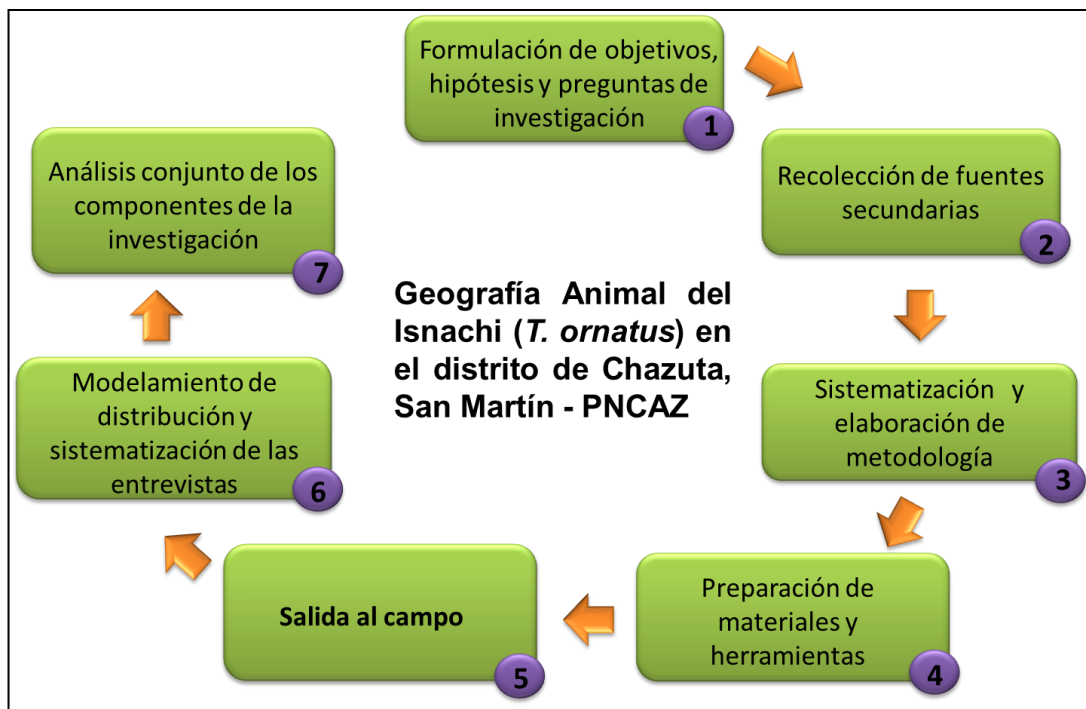 Formulación de objetivos,
hipótesis y preguntas de
investigación
1
Recolección de fuentes
secundarias
2
Sistematización y
elaboración de
metodología
3
Preparación de
materiales y
herramientas
4
Salida al campo
5
Modelamiento de
distribución y
sistematización de las
entrevistas
6
Análisis conjunto de los
componentes de la
investigación
7
Geografía Animal del
Isnachi (T. ornatus) en
el distrito de Chazuta,
San Martín - PNCAZ